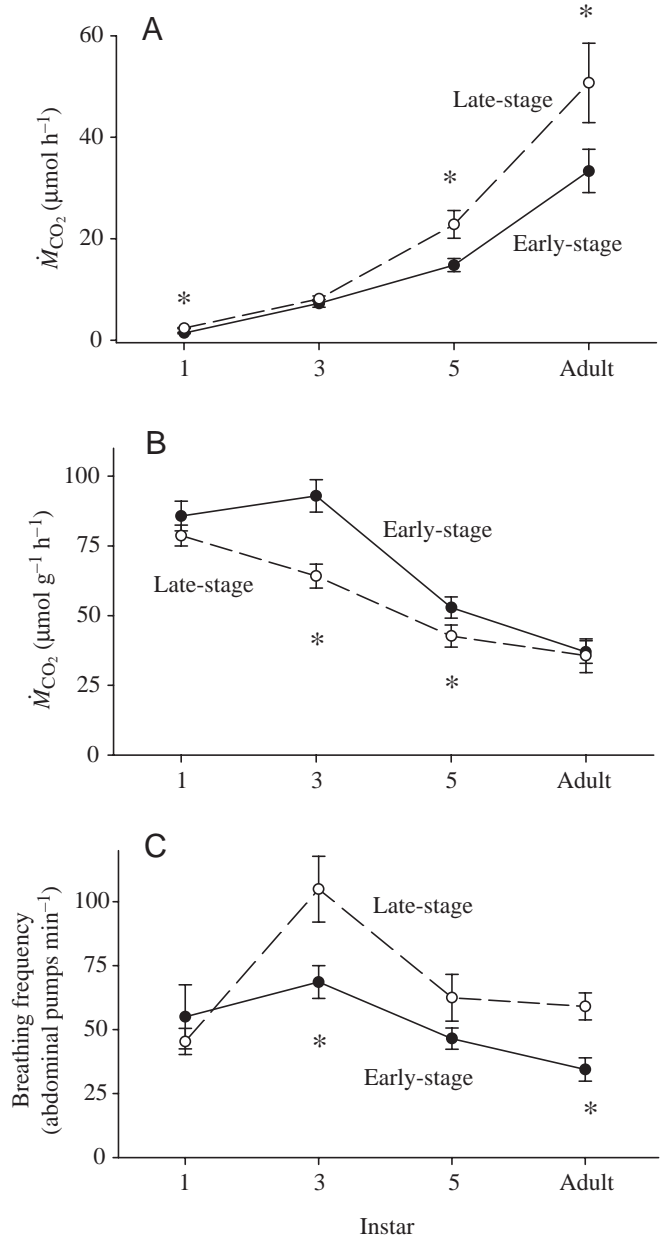 A
60
40
20
0
ṀCO₂ (μmol h⁻¹)
*
*
*
Late-stage
Early-stage
1 3 5 Adult
B
100
75
50
25
0
ṀCO₂ (μmol g⁻¹ h⁻¹)
Early-stage
Late-stage
*
*
1 3 5 Adult
C
100
75
50
25
0
Breathing frequency
(abdominal pumps min⁻¹)
Late-stage
*
Early-stage
*
1 3 5 Adult
Instar